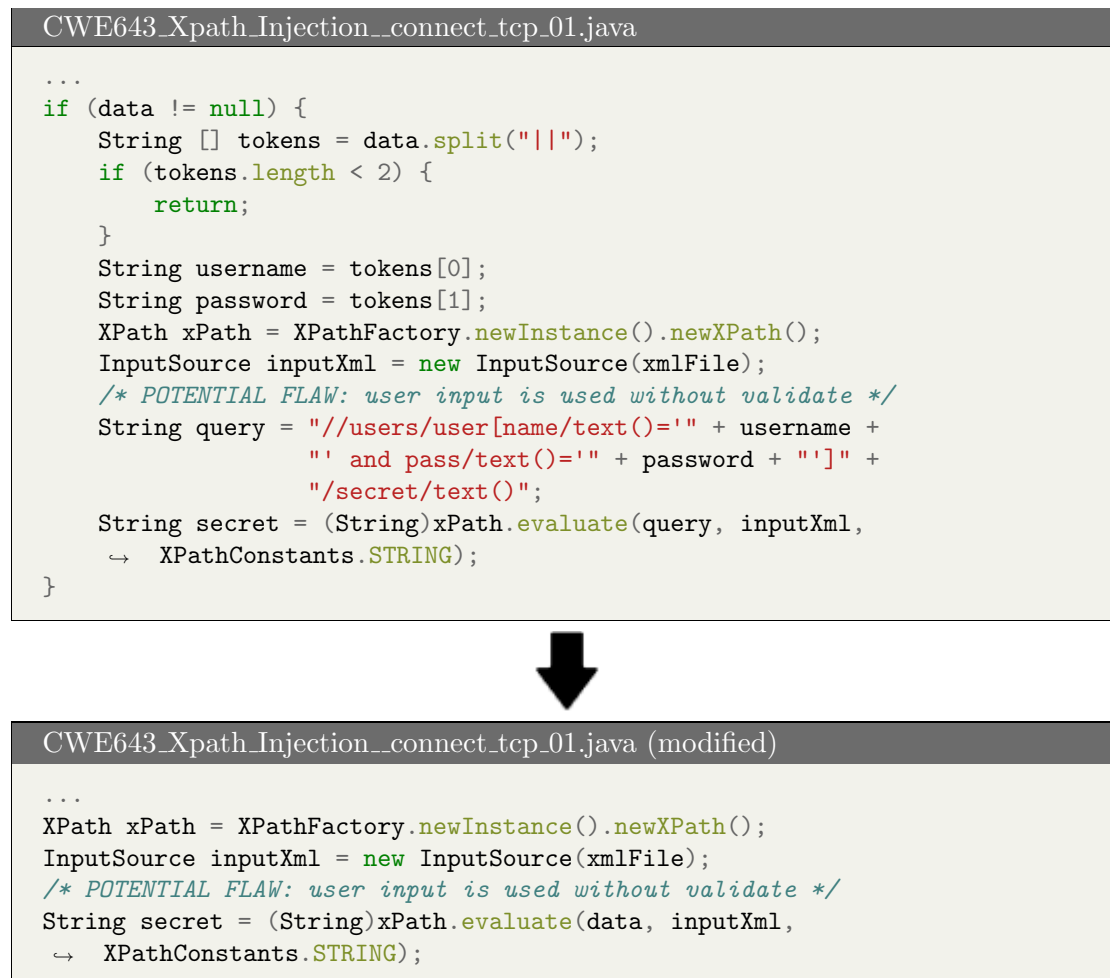 CWE643_Xpath_Injection__connect_tcp_01.java
...
if (data != null) {
    String [] tokens = data.split("||");
    if (tokens.length < 2) {
        return;
    }
    String username = tokens[0];
    String password = tokens[1];
    XPath xPath = XPathFactory.newInstance().newXPath();
    InputSource inputXml = new InputSource(xmlFile);
    /* POTENTIAL FLAW: user input is used without validate */
    String query = "//users/user[name/text()='" + username +
                   "' and pass/text()='" + password + "']" +
                   "/secret/text()";
    String secret = (String)xPath.evaluate(query, inputXml,
    ↪  XPathConstants.STRING);
}
CWE643_Xpath_Injection__connect_tcp_01.java (modified)
...
XPath xPath = XPathFactory.newInstance().newXPath();
InputSource inputXml = new InputSource(xmlFile);
/* POTENTIAL FLAW: user input is used without validate */
String secret = (String)xPath.evaluate(data, inputXml,
↪  XPathConstants.STRING);